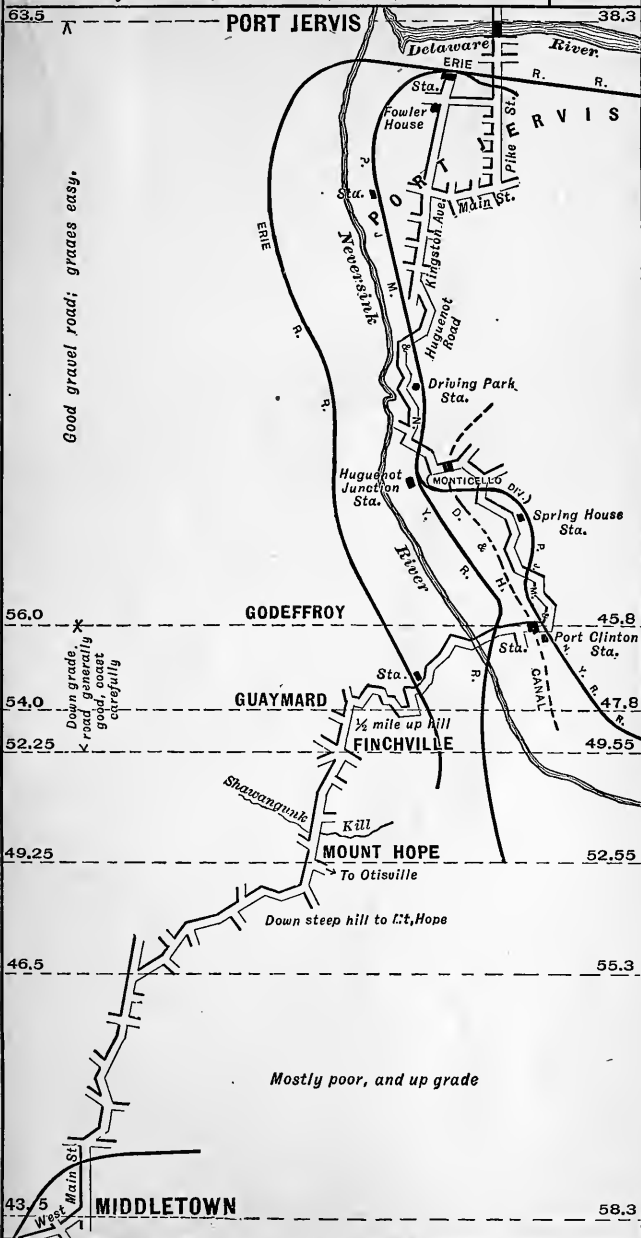 63.5
PORT JERVIS
38.3
Delaware River.
ERIE R. R.
Sta.
Fowler House
Pike St.
PORT JERVIS
Sta.
Main St.
Kingston Ave.
P. J. M. & N. Y. R. R.
ERIE R. R.
Neversink River
Good gravel road; grades easy.
Huguenot Road
Driving Park Sta.
Huguenot Junction Sta.
(MONTICELLO DIV.)
D. & H. CANAL
Spring House Sta.
P. J. M. & N. Y. R. R.
56.0
GODEFFROY
45.8
Port Clinton Sta.
Sta.
Sta.
Down grade, road generally good, coast carefully
54.0
GUAYMARD
47.8
½ mile up hill
52.25
FINCHVILLE
49.55
Shawangunk Kill
49.25
MOUNT HOPE
52.55
To Otisville
Down steep hill to Mt, Hope
46.5
55.3
Mostly poor, and up grade
43.5
West Main St.
MIDDLETOWN
58.3